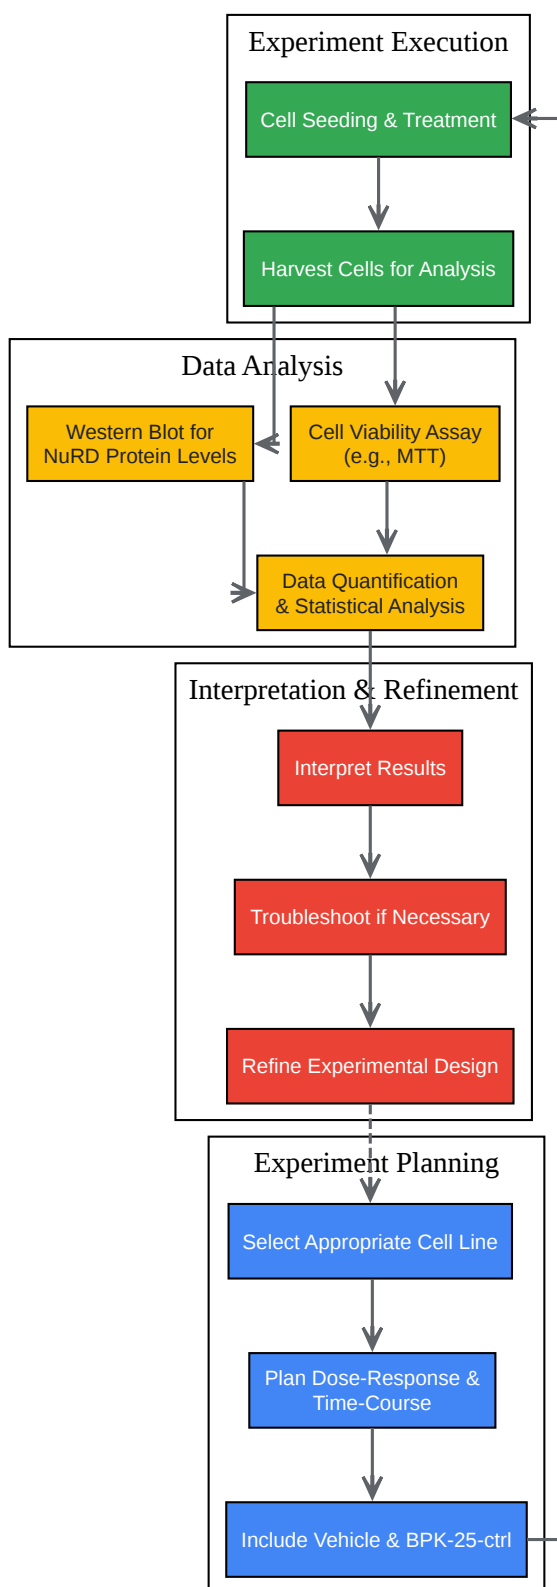 Experiment Execution
Cell Seeding & Treatment
Harvest Cells for Analysis
Data Analysis
Western Blot for
NuRD Protein Levels
Cell Viability Assay
(e.g., MTT)
Data Quantification
& Statistical Analysis
Interpretation & Refinement
Interpret Results
Troubleshoot if Necessary
Refine Experimental Design
Experiment Planning
Select Appropriate Cell Line
Plan Dose-Response &
Time-Course
Include Vehicle & BPK-25-ctrl